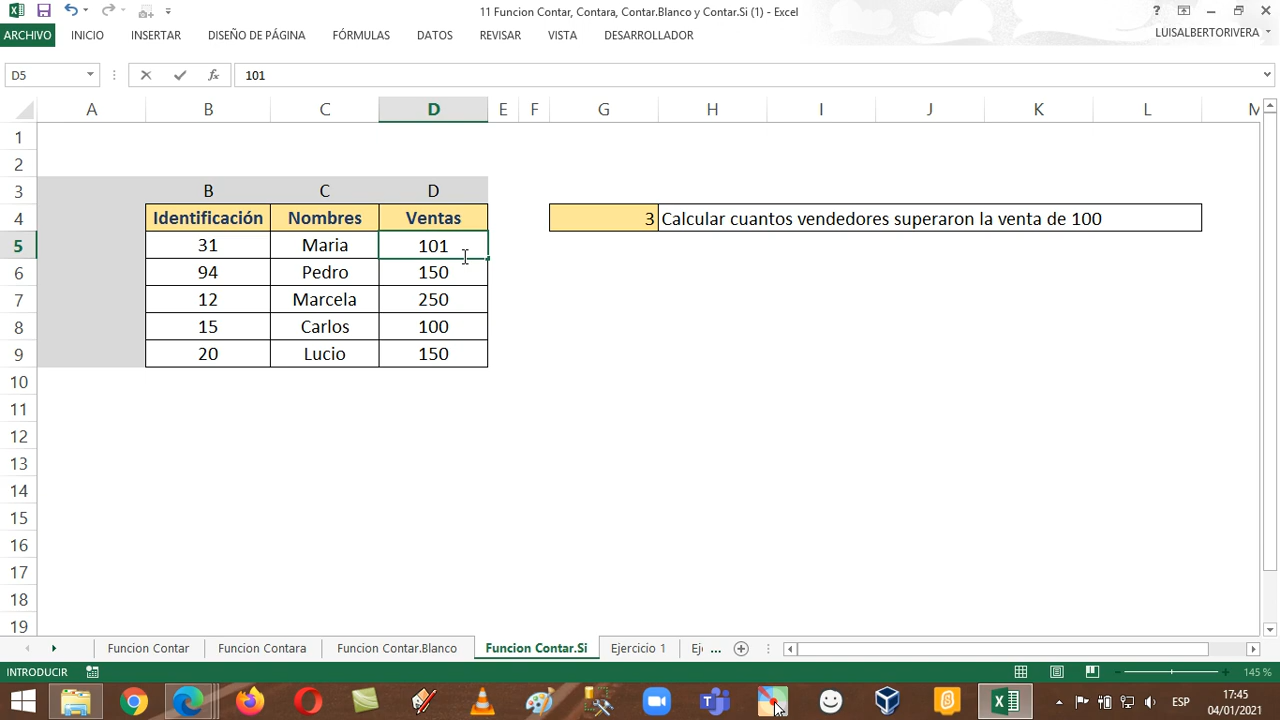 11 Funcion Contar, Contara, Contar.Blanco y Contar.Si (1) - Excel
?
ARCHIVO INICIO INSERTAR DISEÑO DE PÁGINA FÓRMULAS DATOS REVISAR VISTA DESARROLLADOR LUISALBERTORIVERA
D5 fx 101
A B C D E F G H I J K L M
1
2
3 B C D
4 Identificación Nombres Ventas 3 Calcular cuantos vendedores superaron la venta de 100
5 31 Maria 101
6 94 Pedro 150
7 12 Marcela 250
8 15 Carlos 100
9 20 Lucio 150
10
11
12
13
14
15
16
17
18
19
Funcion Contar Funcion Contara Funcion Contar.Blanco Funcion Contar.Si Ejercicio 1 Eje ...
INTRODUCIR 145 %
ESP 17:45
04/01/2021